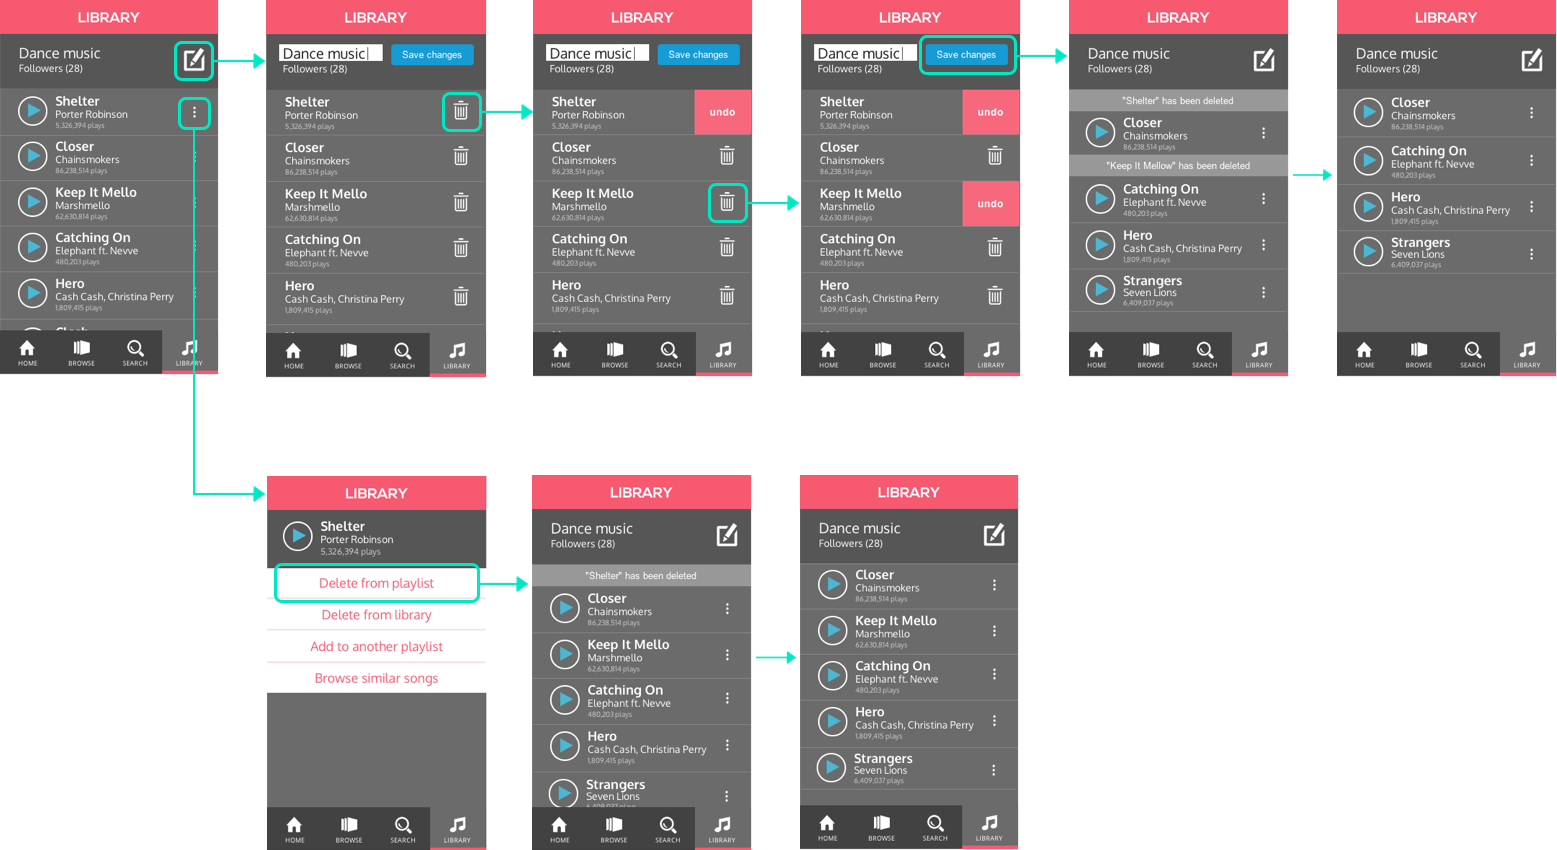 LIBRARY
Dance music
Followers (28)
Shelter
Porter Robinson
5,326,394 plays
Closer
Chainsmokers
86,238,514 plays
Keep It Mello
Marshmello
62,630,814 plays
Catching On
Elephant ft. Nevve
480,203 plays
Hero
Cash Cash, Christina Perry
1,809,415 plays
HOME
BROWSE
SEARCH
LIBRARY
LIBRARY
Dance music
Save changes
Followers (28)
Shelter
Porter Robinson
5,326,394 plays
Closer
Chainsmokers
86,238,514 plays
Keep It Mello
Marshmello
62,630,814 plays
Catching On
Elephant ft. Nevve
480,203 plays
Hero
Cash Cash, Christina Perry
1,809,415 plays
HOME
BROWSE
SEARCH
LIBRARY
LIBRARY
Dance music
Save changes
Followers (28)
Shelter
Porter Robinson
5,326,394 plays
undo
Closer
Chainsmokers
86,238,514 plays
Keep It Mello
Marshmello
62,630,814 plays
Catching On
Elephant ft. Nevve
480,203 plays
Hero
Cash Cash, Christina Perry
1,809,415 plays
HOME
BROWSE
SEARCH
LIBRARY
LIBRARY
Dance music
Save changes
Followers (28)
Shelter
Porter Robinson
5,326,394 plays
undo
Closer
Chainsmokers
86,238,514 plays
Keep It Mello
Marshmello
62,630,814 plays
undo
Catching On
Elephant ft. Nevve
480,203 plays
Hero
Cash Cash, Christina Perry
1,809,415 plays
HOME
BROWSE
SEARCH
LIBRARY
LIBRARY
Dance music
Followers (28)
"Shelter" has been deleted
Closer
Chainsmokers
86,238,514 plays
"Keep It Mellow" has been deleted
Catching On
Elephant ft. Nevve
480,203 plays
Hero
Cash Cash, Christina Perry
1,809,415 plays
Strangers
Seven Lions
6,409,037 plays
HOME
BROWSE
SEARCH
LIBRARY
LIBRARY
Dance music
Followers (28)
Closer
Chainsmokers
86,238,514 plays
Catching On
Elephant ft. Nevve
480,203 plays
Hero
Cash Cash, Christina Perry
1,809,415 plays
Strangers
Seven Lions
6,409,037 plays
HOME
BROWSE
SEARCH
LIBRARY
LIBRARY
Shelter
Porter Robinson
5,326,394 plays
Delete from playlist
Delete from library
Add to another playlist
Browse similar songs
HOME
BROWSE
SEARCH
LIBRARY
LIBRARY
Dance music
Followers (28)
"Shelter" has been deleted
Closer
Chainsmokers
86,238,514 plays
Keep It Mello
Marshmello
62,630,814 plays
Catching On
Elephant ft. Nevve
480,203 plays
Hero
Cash Cash, Christina Perry
1,809,415 plays
Strangers
Seven Lions
6,409,037 plays
HOME
BROWSE
SEARCH
LIBRARY
LIBRARY
Dance music
Followers (28)
Closer
Chainsmokers
86,238,514 plays
Keep It Mello
Marshmello
62,630,814 plays
Catching On
Elephant ft. Nevve
480,203 plays
Hero
Cash Cash, Christina Perry
1,809,415 plays
Strangers
Seven Lions
6,409,037 plays
HOME
BROWSE
SEARCH
LIBRARY